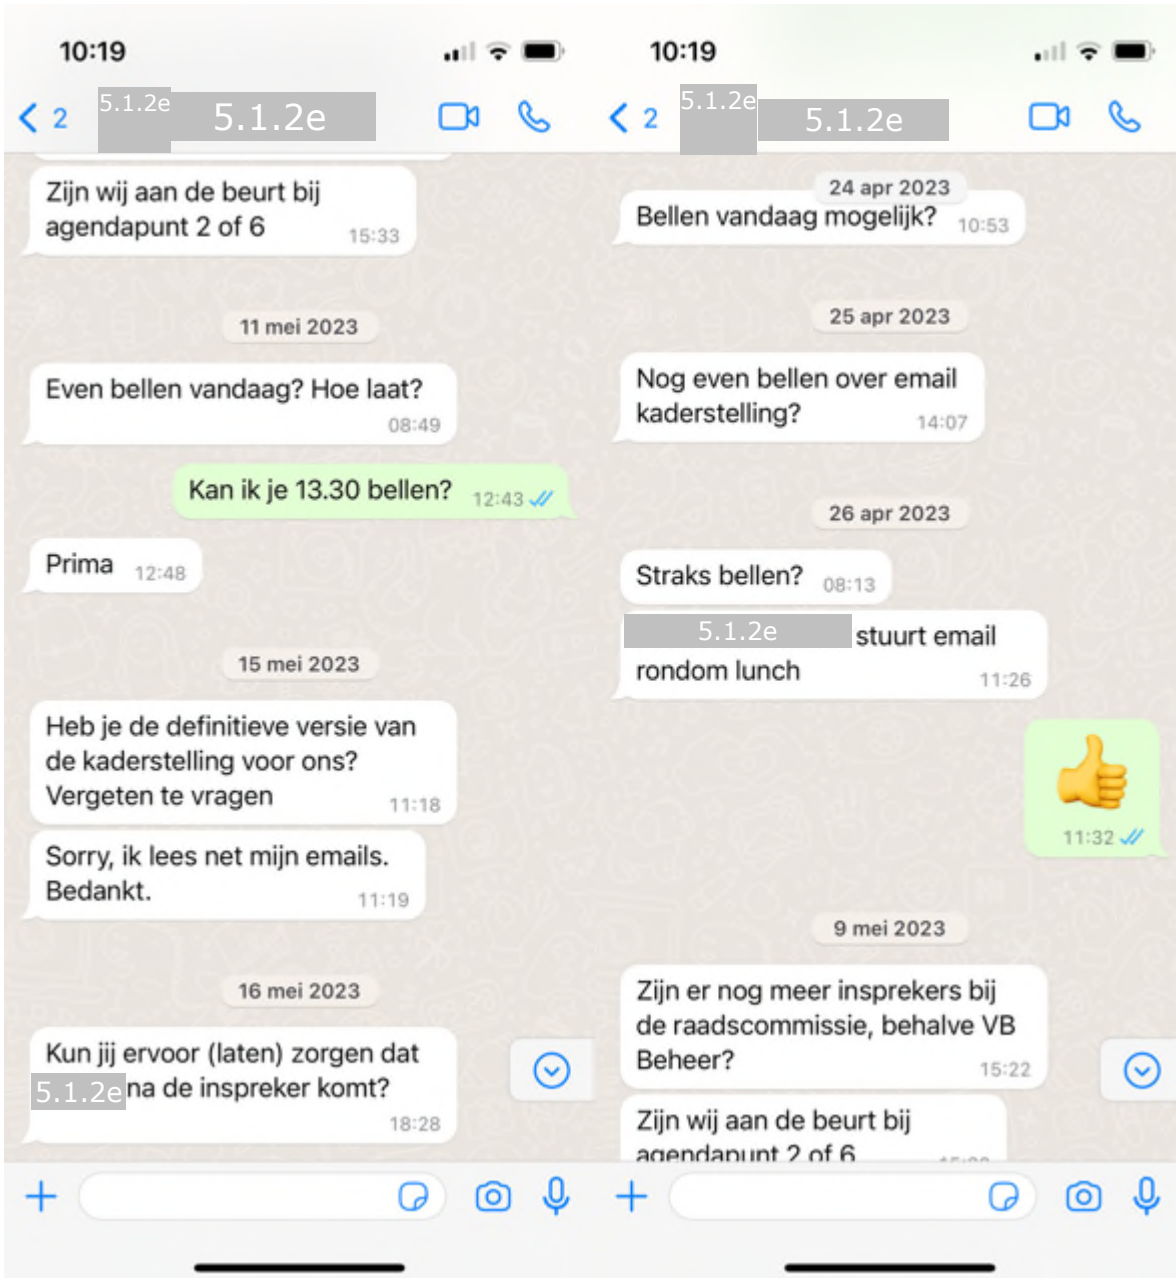 10:19
2
5.1.2e
5.1.2e
Zijn wij aan de beurt bij
agendapunt 2 of 6
15:33
11 mei 2023
Even bellen vandaag? Hoe laat?
08:49
Kan ik je 13.30 bellen? 12:43
Prima 12:48
15 mei 2023
Heb je de definitieve versie van
de kaderstelling voor ons?
Vergeten te vragen 11:18
Sorry, ik lees net mijn emails.
Bedankt. 11:19
16 mei 2023
Kun jij ervoor (laten) zorgen dat
5.1.2e na de inspreker komt?
18:28
10:19
2
5.1.2e
5.1.2e
24 apr 2023
Bellen vandaag mogelijk? 10:53
25 apr 2023
Nog even bellen over email
kaderstelling? 14:07
26 apr 2023
Straks bellen? 08:13
5.1.2e stuurt email
rondom lunch 11:26
👍
11:32
9 mei 2023
Zijn er nog meer insprekers bij
de raadscommissie, behalve VB
Beheer? 15:22
Zijn wij aan de beurt bij
agendapunt 2 of 6